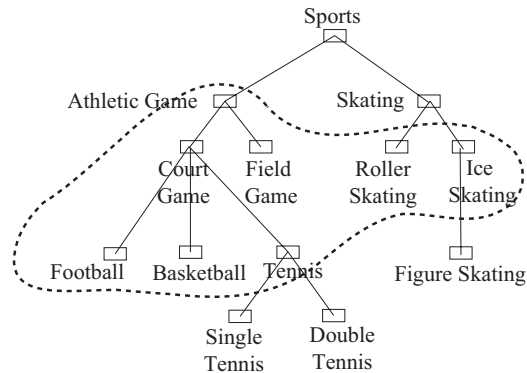 Sports
Athletic Game
Skating
Court
Game
Field
Game
Roller
Skating
Ice
Skating
Football
Basketball
Tennis
Figure Skating
Single
Tennis
Double
Tennis